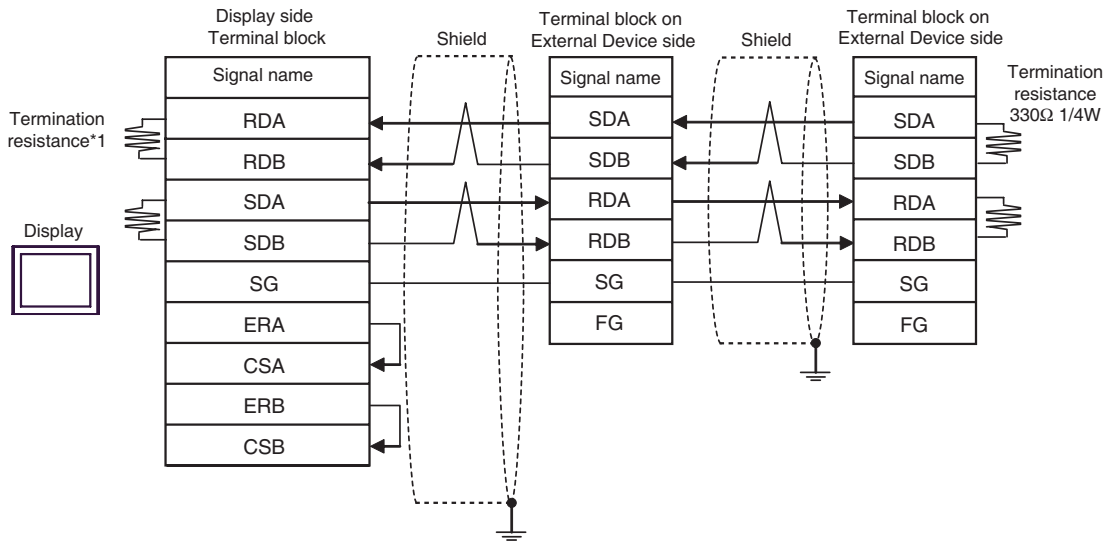 Display side
Terminal block
Shield
Terminal block on
External Device side
Shield
Terminal block on
External Device side
Signal name
Signal name
Signal name
Termination
resistance
330Ω 1/4W
Termination
resistance*1
RDA
SDA
SDA
RDB
SDB
SDB
SDA
RDA
RDA
Display
SDB
RDB
RDB
SG
SG
SG
ERA
FG
FG
CSA
ERB
CSB